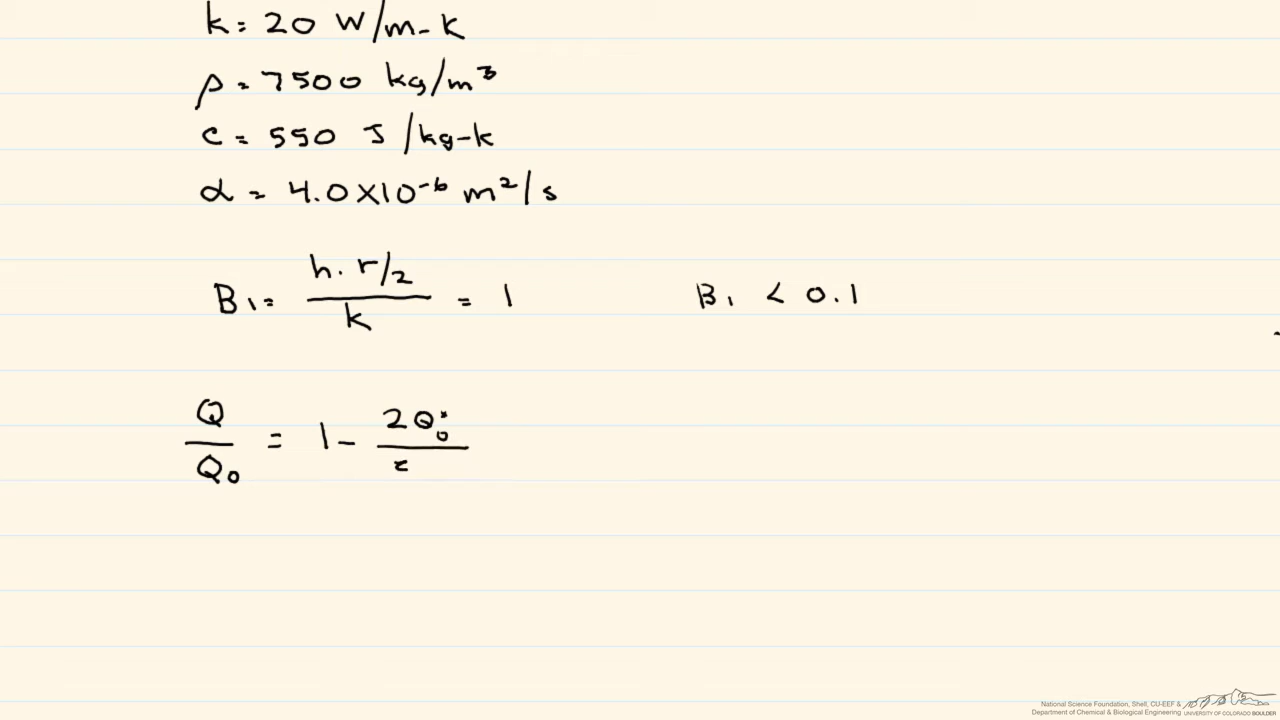 k = 20 W/m-K
ρ = 7500 kg/m³
c = 550 J/kg-K
α = 4.0 X10⁻⁶ m²/s
Bi = h. r/2 / k = 1
Bi < 0.1
Q/Q₀ = 1 - 2Θ₀* / z
National Science Foundation, Shell, CU-EEF &
Department of Chemical & Biological Engineering UNIVERSITY OF COLORADO BOULDER